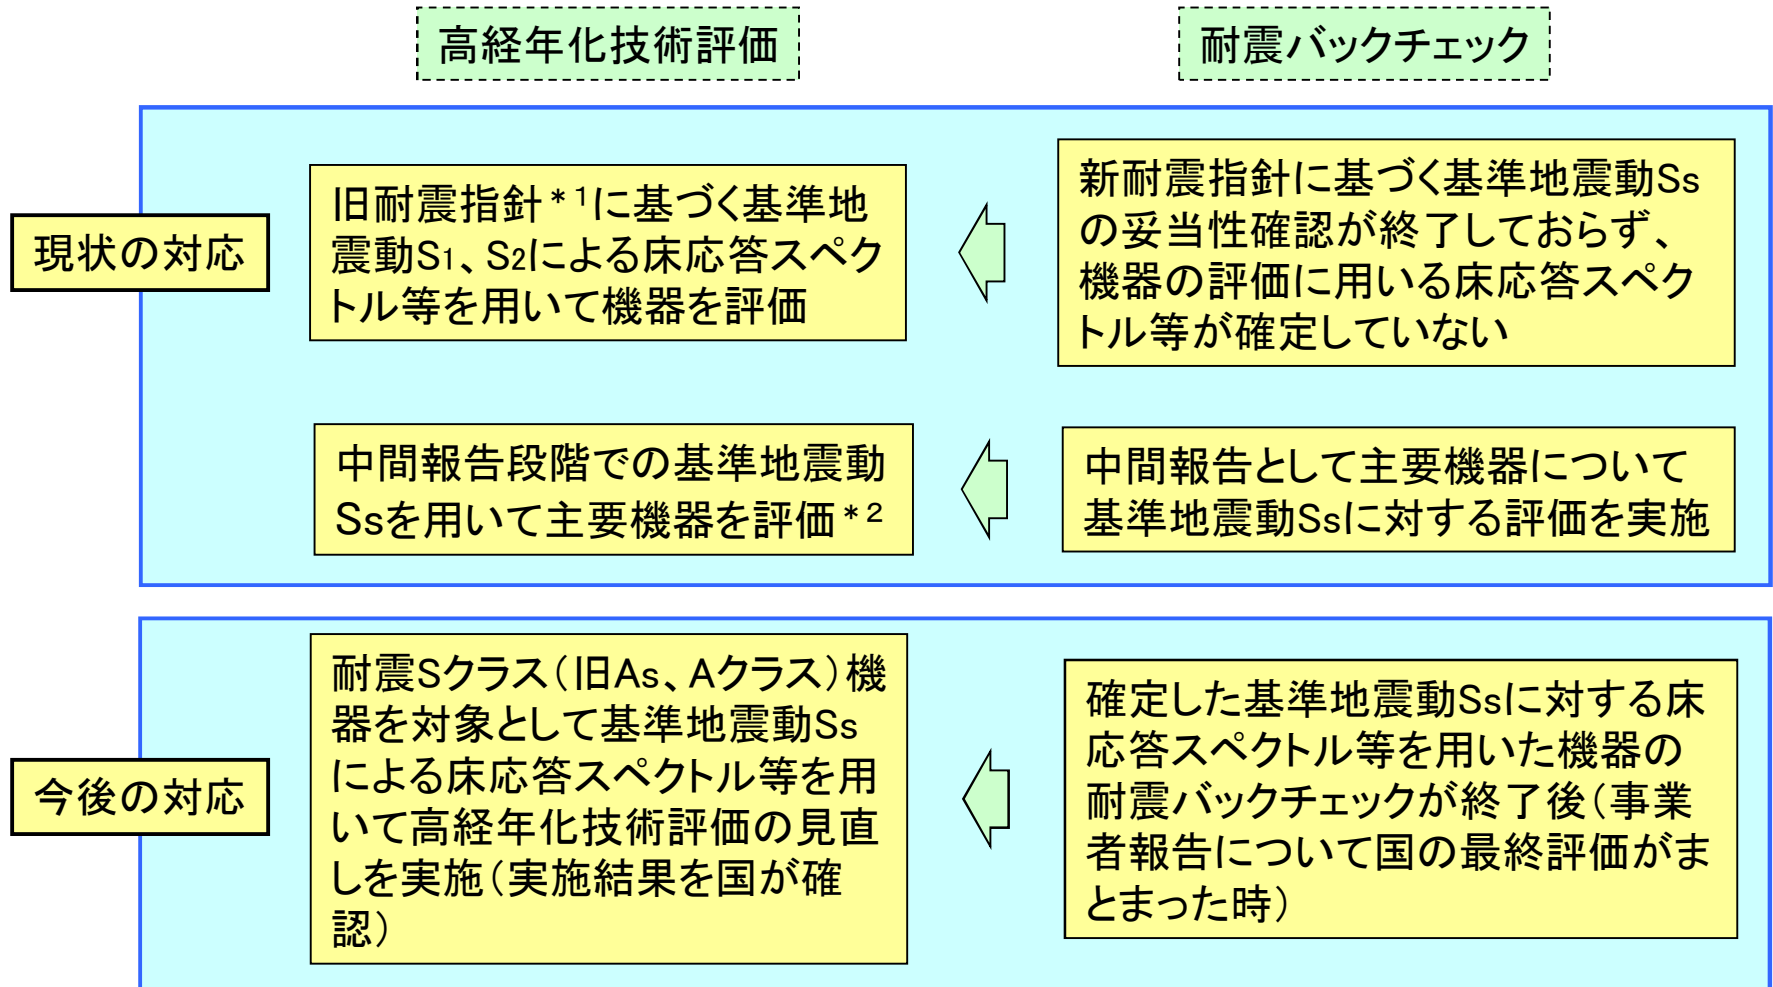 高経年化技術評価
耐震バックチェック
現状の対応
旧耐震指針*1に基づく基準地
震動S1、S2による床応答スペク
トル等を用いて機器を評価
新耐震指針に基づく基準地震動Ss
の妥当性確認が終了しておらず、
機器の評価に用いる床応答スペク
トル等が確定していない
中間報告段階での基準地震動
Ssを用いて主要機器を評価*2
中間報告として主要機器について
基準地震動Ssに対する評価を実施
今後の対応
耐震Sクラス(旧As、Aクラス)機
器を対象として基準地震動Ss
による床応答スペクトル等を用
いて高経年化技術評価の見直
しを実施(実施結果を国が確
認)
確定した基準地震動Ssに対する床
応答スペクトル等を用いた機器の
耐震バックチェックが終了後(事業
者報告について国の最終評価がま
とまった時)